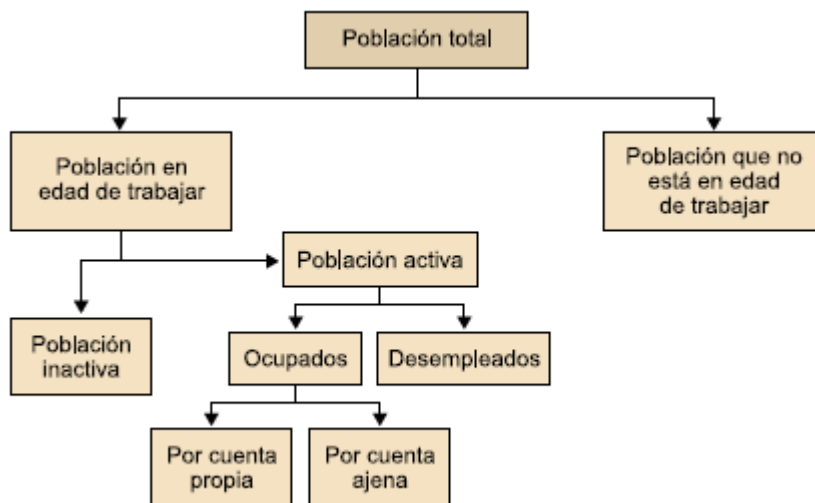 Población total
Población en
edad de trabajar
Población que no
está en edad
de trabajar
Población activa
Población
inactiva
Ocupados
Desempleados
Por cuenta
propia
Por cuenta
ajena